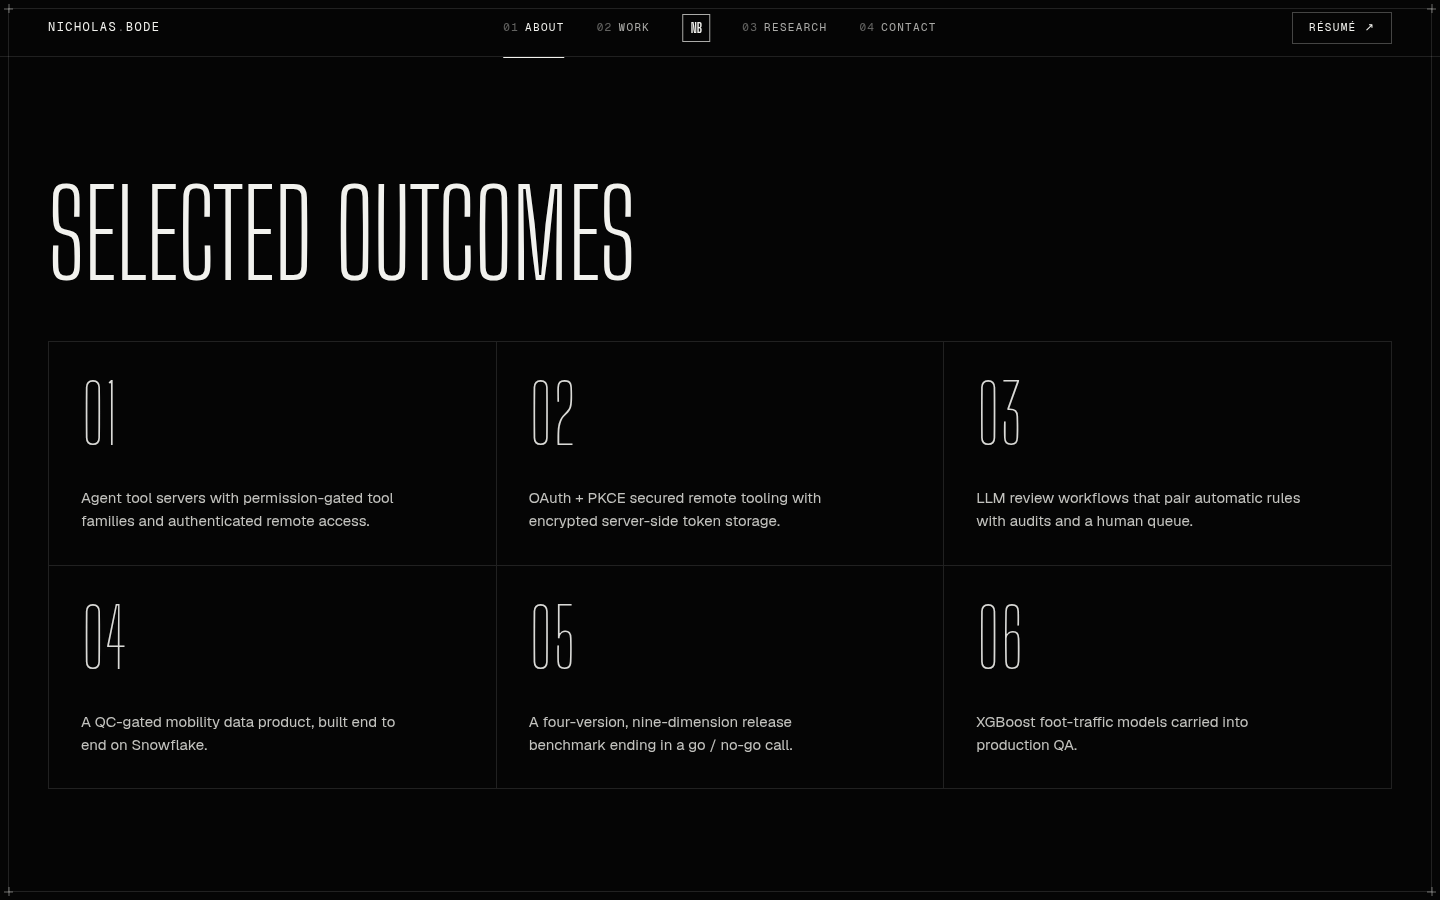 NICHOLAS.BODE
01 ABOUT
02 WORK
NB
03 RESEARCH
04 CONTACT
RÉSUMÉ ↗
SELECTED OUTCOMES
01
Agent tool servers with permission-gated tool
families and authenticated remote access.
02
OAuth + PKCE secured remote tooling with
encrypted server-side token storage.
03
LLM review workflows that pair automatic rules
with audits and a human queue.
04
A QC-gated mobility data product, built end to
end on Snowflake.
05
A four-version, nine-dimension release
benchmark ending in a go / no-go call.
06
XGBoost foot-traffic models carried into
production QA.